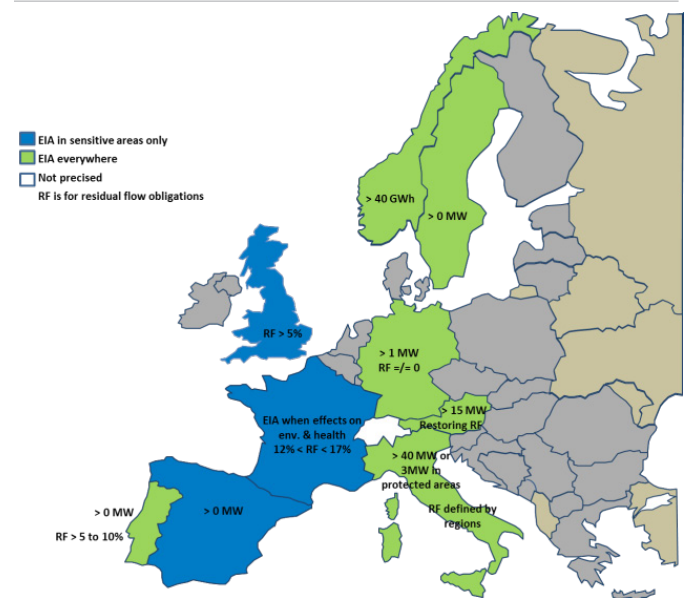 EIA in sensitive areas only
EIA everywhere
Not precised
RF is for residual flow obligations
> 40 GWh
> 0 MW
RF > 5%
> 1 MW
RF =/= 0
> 15 MW
Restoring RF
EIA when effects on
env. & health
12% < RF < 17%
> 40 MW or
3MW in
protected areas
RF defined by
regions
> 0 MW
RF > 5 to 10%
> 0 MW